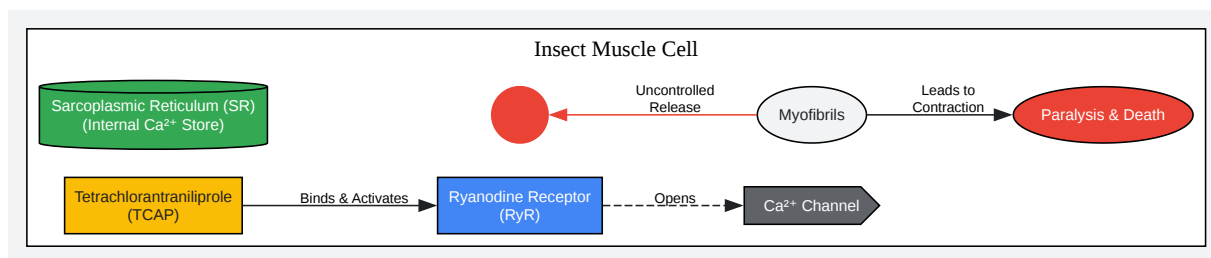 Insect Muscle Cell
Sarcoplasmic Reticulum (SR)
(Internal Ca²⁺ Store)
Uncontrolled
Release
Myofibrils
Leads to
Contraction
Paralysis & Death
Tetrachlorantraniliprole
(TCAP)
Binds & Activates
Ryanodine Receptor
(RyR)
Opens
Ca²⁺ Channel